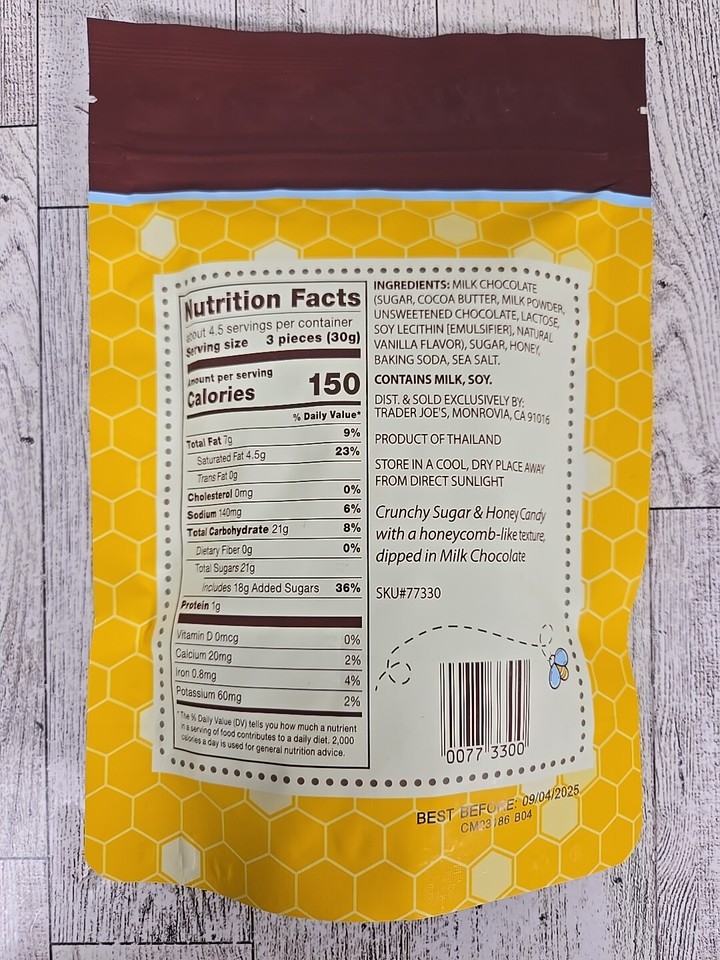 Nutrition Facts
about 4.5 servings per container
Serving size 3 pieces (30g)
Amount per serving
Calories 150
% Daily Value*
Total Fat 7g 9%
Saturated Fat 4.5g 23%
Trans Fat 0g
Cholesterol 0mg 0%
Sodium 140mg 6%
Total Carbohydrate 21g 8%
Dietary Fiber 0g 0%
Total Sugars 21g
Includes 18g Added Sugars 36%
Protein 1g
Vitamin D 0mcg 0%
Calcium 20mg 2%
Iron 0.8mg 4%
Potassium 60mg 2%
* The % Daily Value (DV) tells you how much a nutrient
in a serving of food contributes to a daily diet. 2,000
calories a day is used for general nutrition advice.
INGREDIENTS: MILK CHOCOLATE
(SUGAR, COCOA BUTTER, MILK POWDER,
UNSWEETENED CHOCOLATE, LACTOSE,
SOY LECITHIN [EMULSIFIER], NATURAL
VANILLA FLAVOR), SUGAR, HONEY,
BAKING SODA, SEA SALT.
CONTAINS MILK, SOY.
DIST. & SOLD EXCLUSIVELY BY:
TRADER JOE'S, MONROVIA, CA 91016
PRODUCT OF THAILAND
STORE IN A COOL, DRY PLACE AWAY
FROM DIRECT SUNLIGHT
Crunchy Sugar & Honey Candy
with a honeycomb-like texture,
dipped in Milk Chocolate
SKU#77330
0077 3300
BEST BEFORE: 09/04/2025
B04